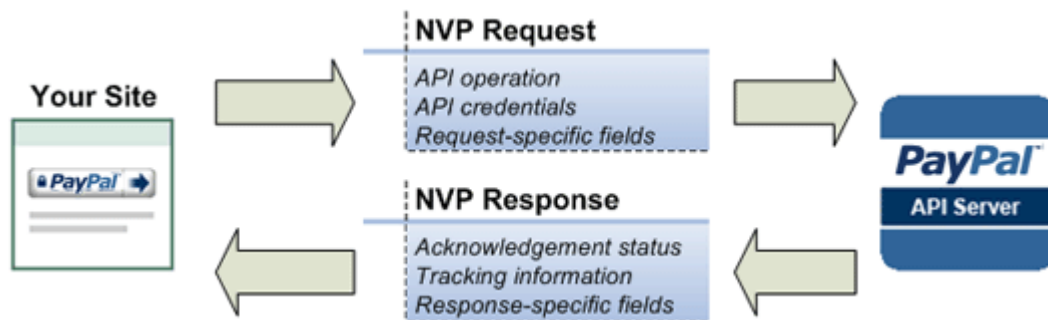 Your Site
PayPal
NVP Request
API operation
API credentials
Request-specific fields
NVP Response
Acknowledgement status
Tracking information
Response-specific fields
PayPal™
API Server